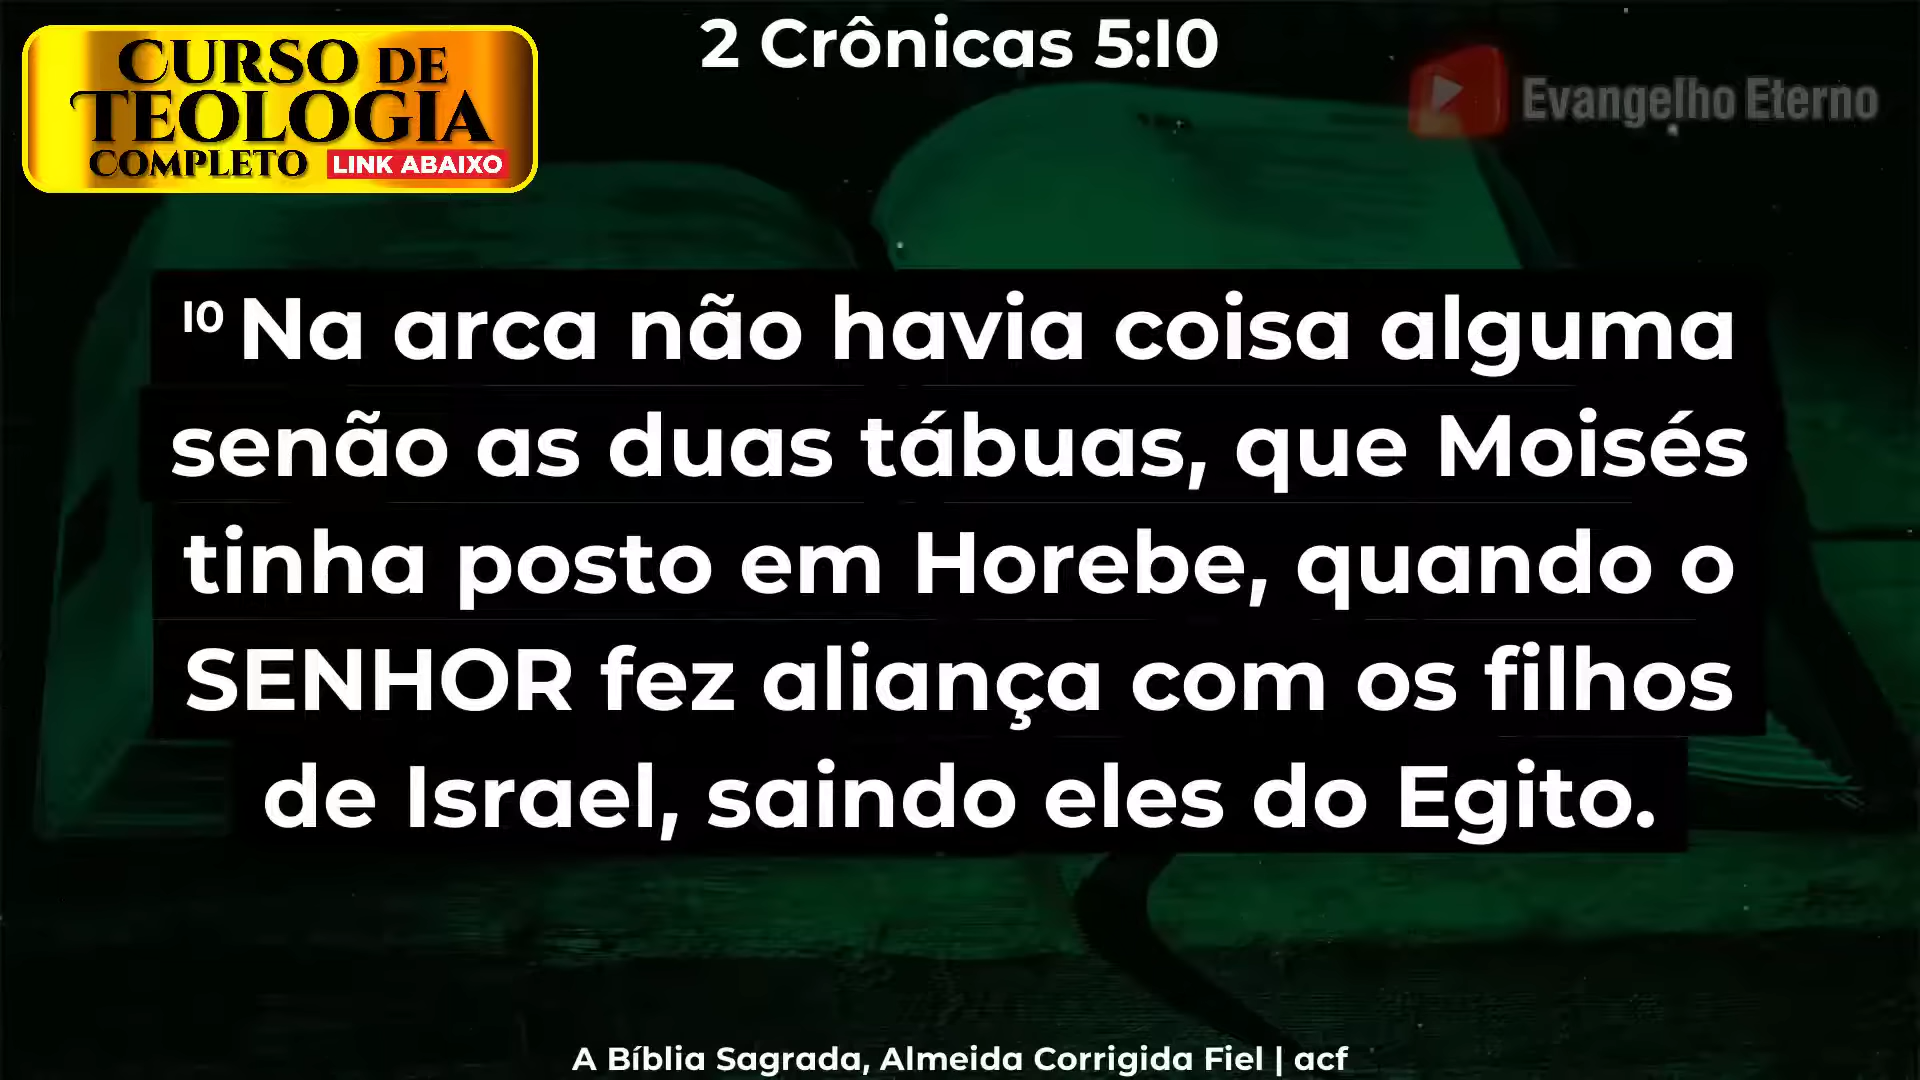 CURSO DE
TEOLOGIA
COMPLETO LINK ABAIXO
2 Crônicas 5:10
Evangelho Eterno
10 Na arca não havia coisa alguma
senão as duas tábuas, que Moisés
tinha posto em Horebe, quando o
SENHOR fez aliança com os filhos
de Israel, saindo eles do Egito.
A Bíblia Sagrada, Almeida Corrigida Fiel | acf